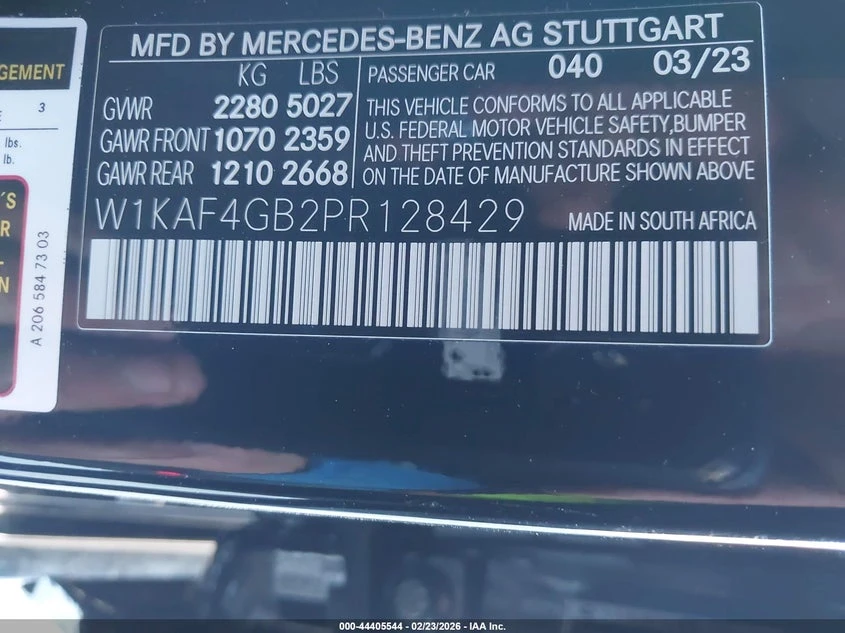 MFD BY MERCEDES-BENZ AG STUTTGART
KG LBS
GVWR 2280 5027
GAWR FRONT 1070 2359
GAWR REAR 1210 2668
PASSENGER CAR 040 03/23
THIS VEHICLE CONFORMS TO ALL APPLICABLE
U.S. FEDERAL MOTOR VEHICLE SAFETY,BUMPER
AND THEFT PREVENTION STANDARDS IN EFFECT
ON THE DATE OF MANUFACTURE SHOWN ABOVE
W1KAF4GB2PR128429 MADE IN SOUTH AFRICA
3
lbs.
lb.
A 206 584 73 03
000-44405544 - 02/23/2026 - IAA Inc.